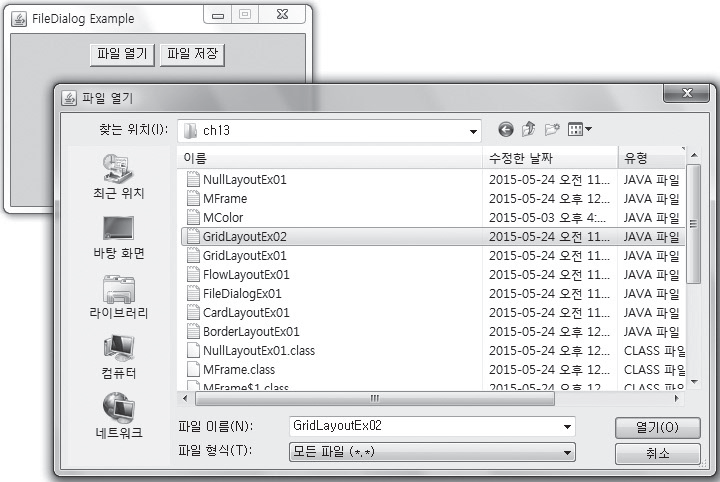 FileDialog Example
파일 열기 파일 저장
파일 열기
찾는 위치(I): ch13
이름 수정한 날짜 유형
NullLayoutEx01 2015-05-24 오전 11... JAVA 파일
MFrame 2015-05-24 오후 12... JAVA 파일
MColor 2015-05-03 오후 4:... JAVA 파일
GridLayoutEx02 2015-05-24 오전 11... JAVA 파일
GridLayoutEx01 2015-05-24 오전 11... JAVA 파일
FlowLayoutEx01 2015-05-24 오전 11... JAVA 파일
FileDialogEx01 2015-05-24 오전 11... JAVA 파일
CardLayoutEx01 2015-05-24 오전 11... JAVA 파일
BorderLayoutEx01 2015-05-24 오후 12... JAVA 파일
NullLayoutEx01.class 2015-05-24 오후 12... CLASS 파일
MFrame.class 2015-05-24 오후 12... CLASS 파일
MFrame$1.class 2015-05-24 오후 12... CLASS 파일
최근 위치
바탕 화면
라이브러리
컴퓨터
네트워크
파일 이름(N): GridLayoutEx02 열기(O)
파일 형식(T): 모든 파일 (*.*) 취소